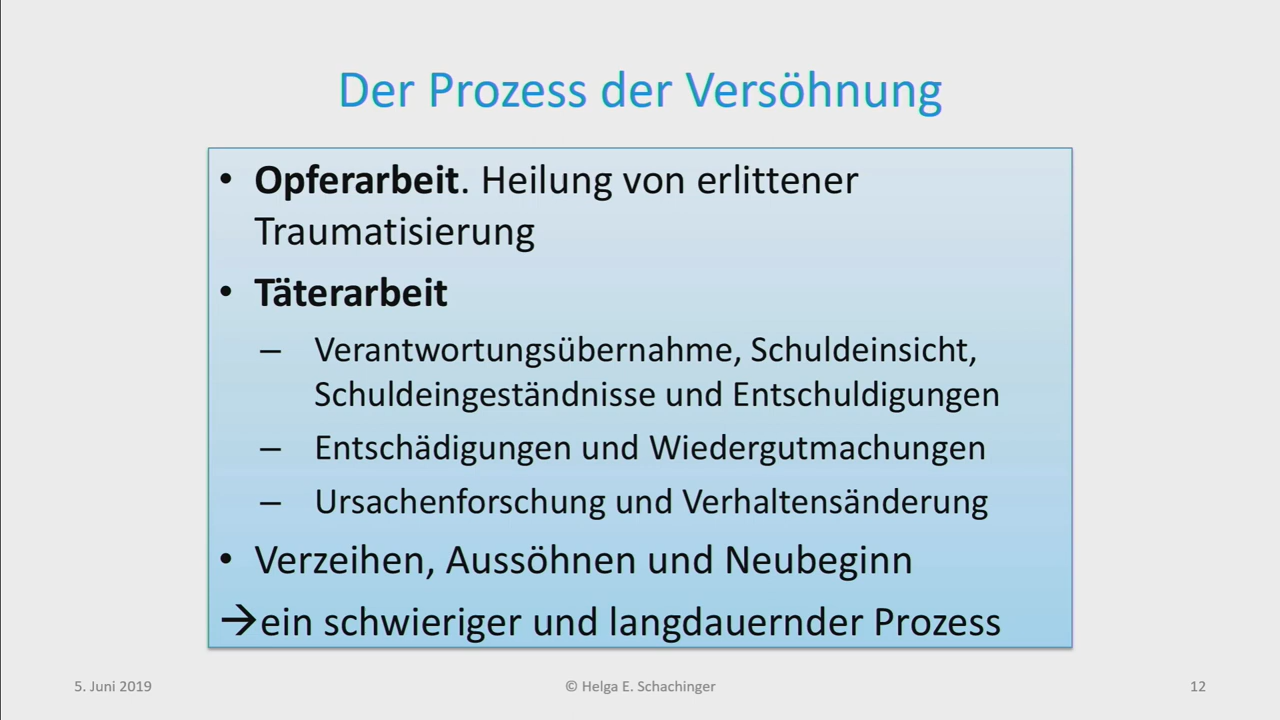 Der Prozess der Versöhnung
• Opferarbeit. Heilung von erlittener
Traumatisierung
• Täterarbeit
– Verantwortungsübernahme, Schuldeinsicht,
Schuldeingeständnisse und Entschuldigungen
– Entschädigungen und Wiedergutmachungen
– Ursachenforschung und Verhaltensänderung
• Verzeihen, Aussöhnen und Neubeginn
→ein schwieriger und langdauernder Prozess
5. Juni 2019
© Helga E. Schachinger
12